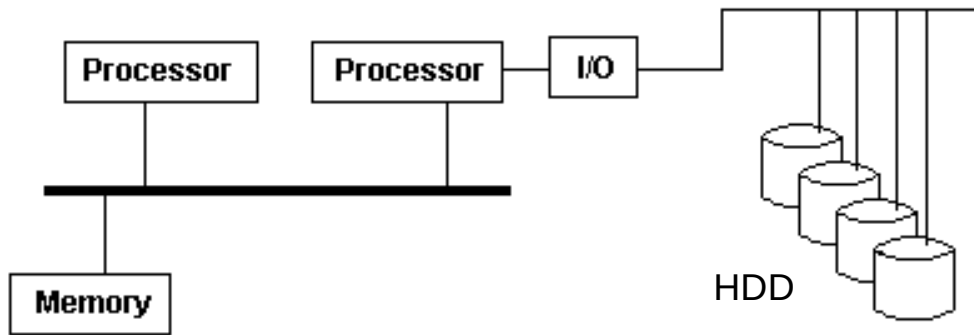 Processor
Processor
I/O
HDD
Memory